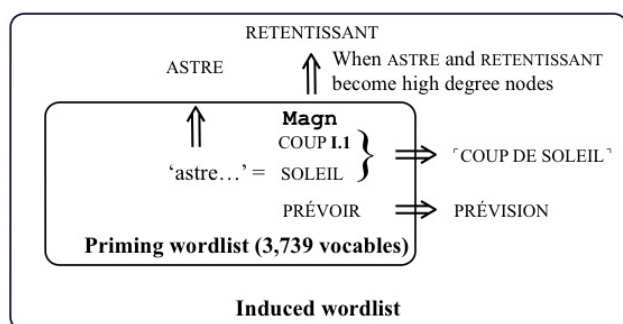 RETENTISSANT
ASTRE
When ASTRE and RETENTISSANT
become high degree nodes
Magn
COUP I.1
'astre…' = SOLEIL
⌜COUP DE SOLEIL⌝
PRÉVOIR
PRÉVISION
Priming wordlist (3,739 vocables)
Induced wordlist